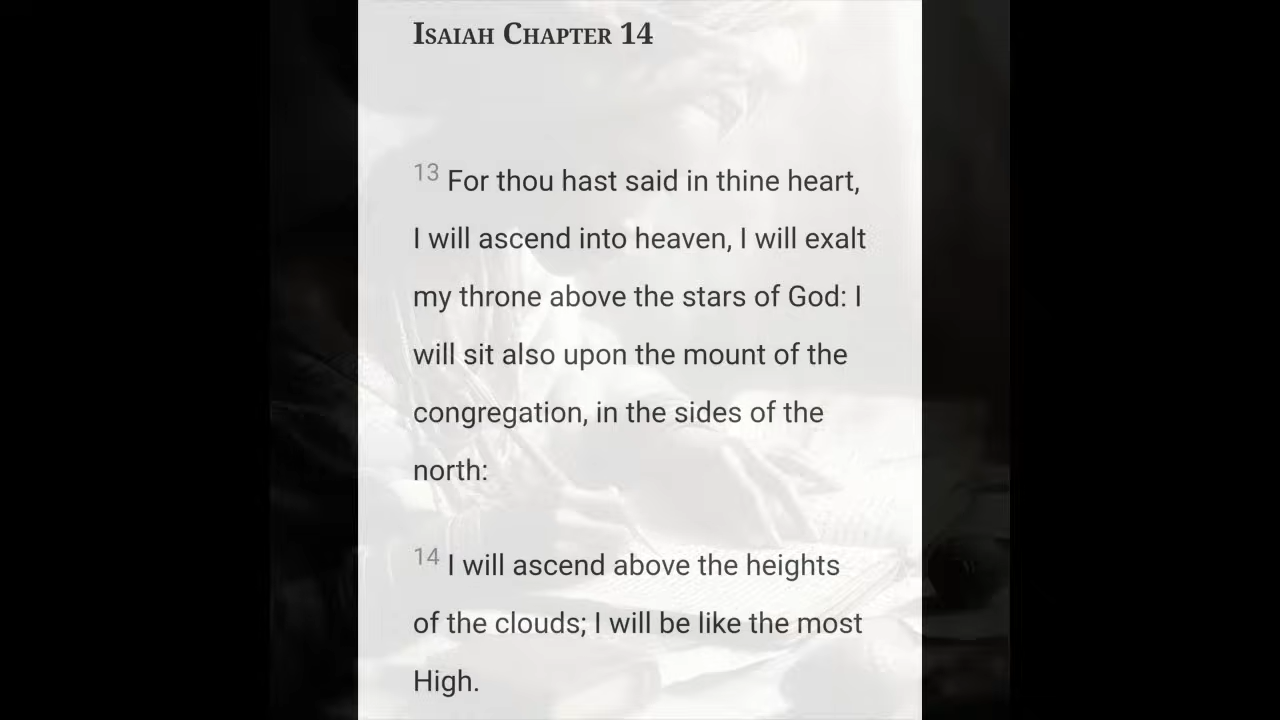 Isaiah Chapter 14
13 For thou hast said in thine heart,
I will ascend into heaven, I will exalt
my throne above the stars of God: I
will sit also upon the mount of the
congregation, in the sides of the
north:
14 I will ascend above the heights
of the clouds; I will be like the most
High.